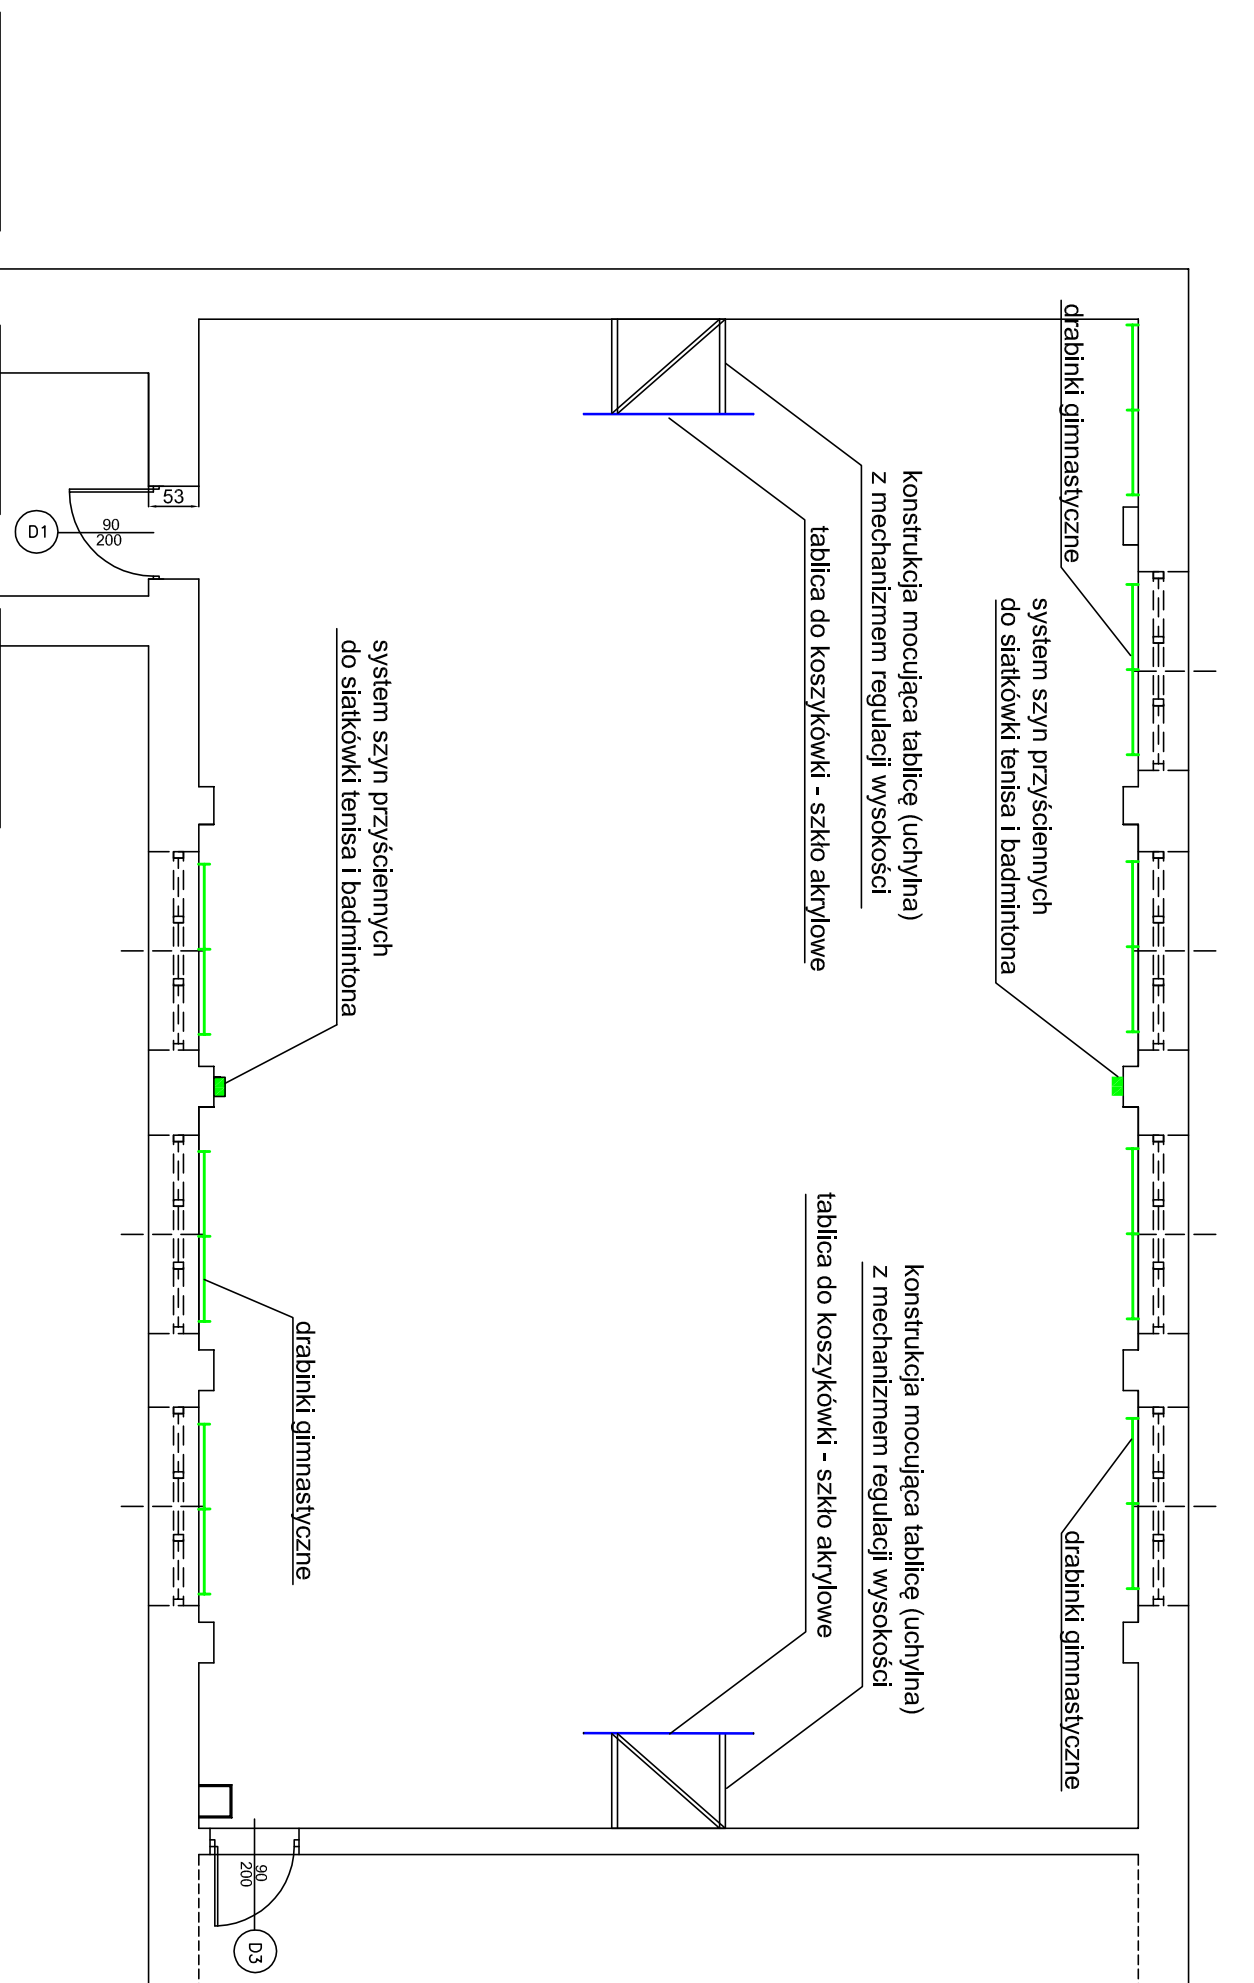 drabinki gimnastyczne
konstrukcja mocująca tablicę (uchylna)
z mechanizmem regulacji wysokości
tablica do koszykówki - szkło akrylowe
system szyn przyściennych
do siatkówki tenisa i badmintona
system szyn przyściennych
do siatkówki tenisa i badmintona
53
90
200
D1
konstrukcja mocująca tablicę (uchylna)
z mechanizmem regulacji wysokości
tablica do koszykówki - szkło akrylowe
drabinki gimnastyczne
drabinki gimnastyczne
90
200
D3